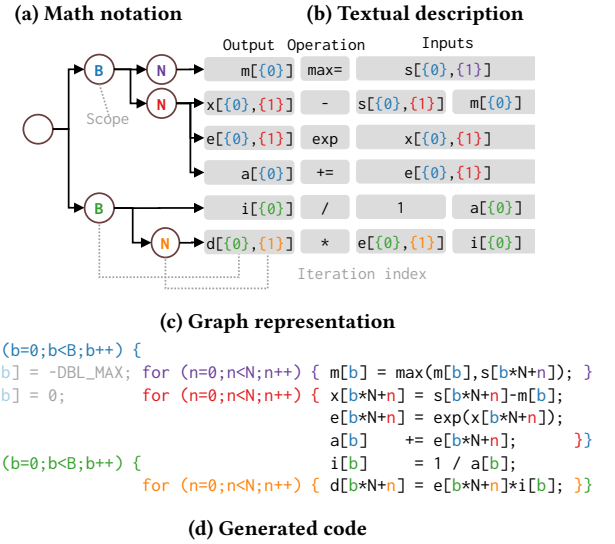 (a) Math notation (b) Textual description
Output Operation Inputs
B N m[{0}] max= s[{0},{1}]
N x[{0},{1}] - s[{0},{1}] m[{0}]
Scope
e[{0},{1}] exp x[{0},{1}]
a[{0}] += e[{0},{1}]
B i[{0}] / 1 a[{0}]
N d[{0},{1}] * e[{0},{1}] i[{0}]
Iteration index
(c) Graph representation
(b=0;b<B;b++) {
b] = -DBL_MAX; for (n=0;n<N;n++) { m[b] = max(m[b],s[b*N+n]); }
b] = 0; for (n=0;n<N;n++) { x[b*N+n] = s[b*N+n]-m[b];
e[b*N+n] = exp(x[b*N+n]);
a[b] += e[b*N+n]; }}
(b=0;b<B;b++) { i[b] = 1 / a[b];
for (n=0;n<N;n++) { d[b*N+n] = e[b*N+n]*i[b]; }}
(d) Generated code